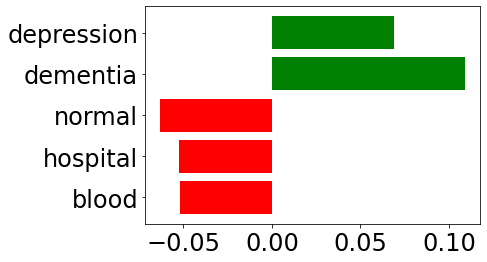 depression
dementia
normal
hospital
blood
−0.05 0.00 0.05 0.10